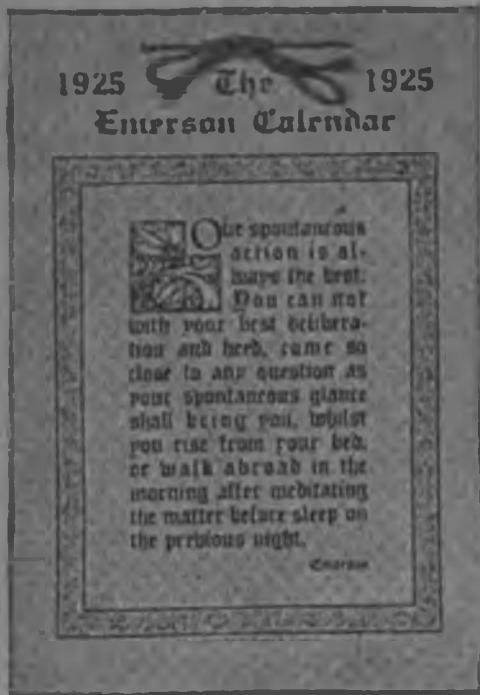 1925 The 1925
Emerson Calendar
Our spontaneous
action is al-
ways the best.
You can not
with your best delibera-
tion and heed, come so
close to any question as
your spontaneous glance
shall bring you, whilst
you rise from your bed,
or walk abroad in the
morning after meditating
the matter before sleep on
the previous night.
Emerson